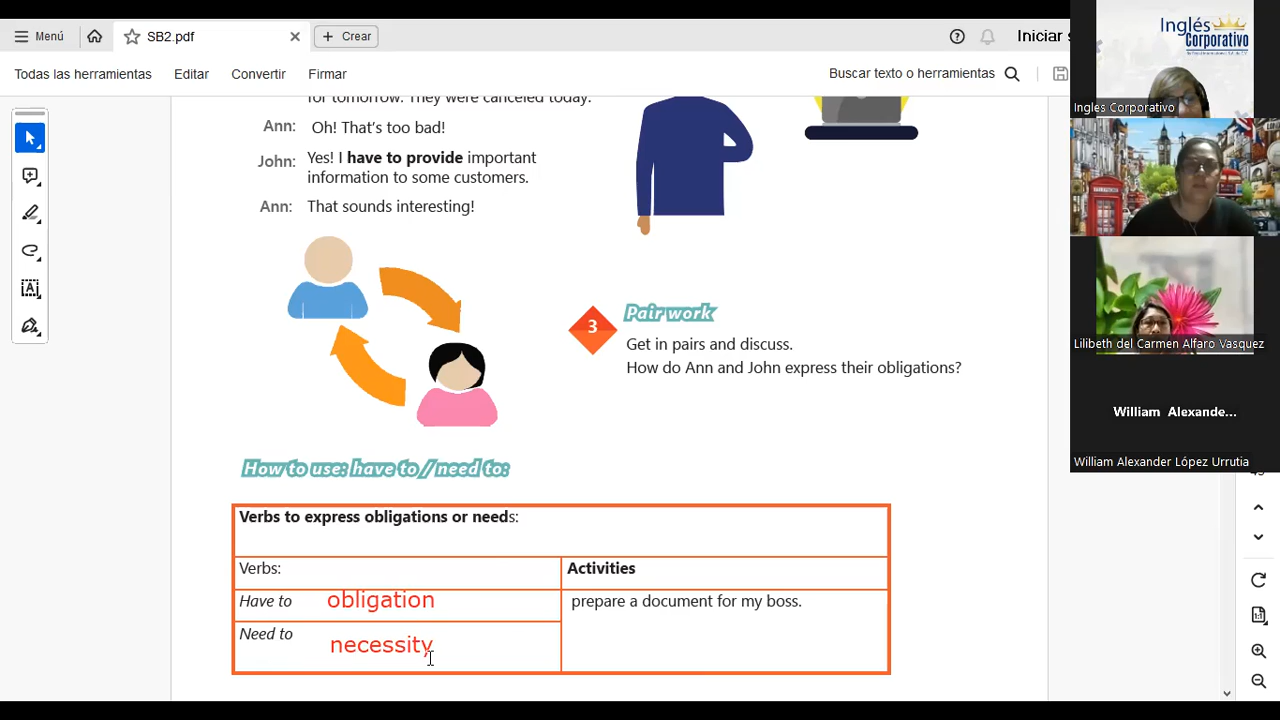 Menú
SB2.pdf
Crear
Iniciar s
Todas las herramientas
Editar
Convertir
Firmar
Buscar texto o herramientas
for tomorrow. They were canceled today.
Ann: Oh! That's too bad!
John: Yes! I have to provide important
information to some customers.
Ann: That sounds interesting!
3
Pair work
Get in pairs and discuss.
How do Ann and John express their obligations?
How to use: have to / need to:
Verbs to express obligations or needs:
Verbs:
Activities
Have to obligation
prepare a document for my boss.
Need to necessity
Inglés
Corporativo
Ingles Corporativo
Lilibeth del Carmen Alfaro Vasquez
William Alexande...
William Alexander López Urrutia